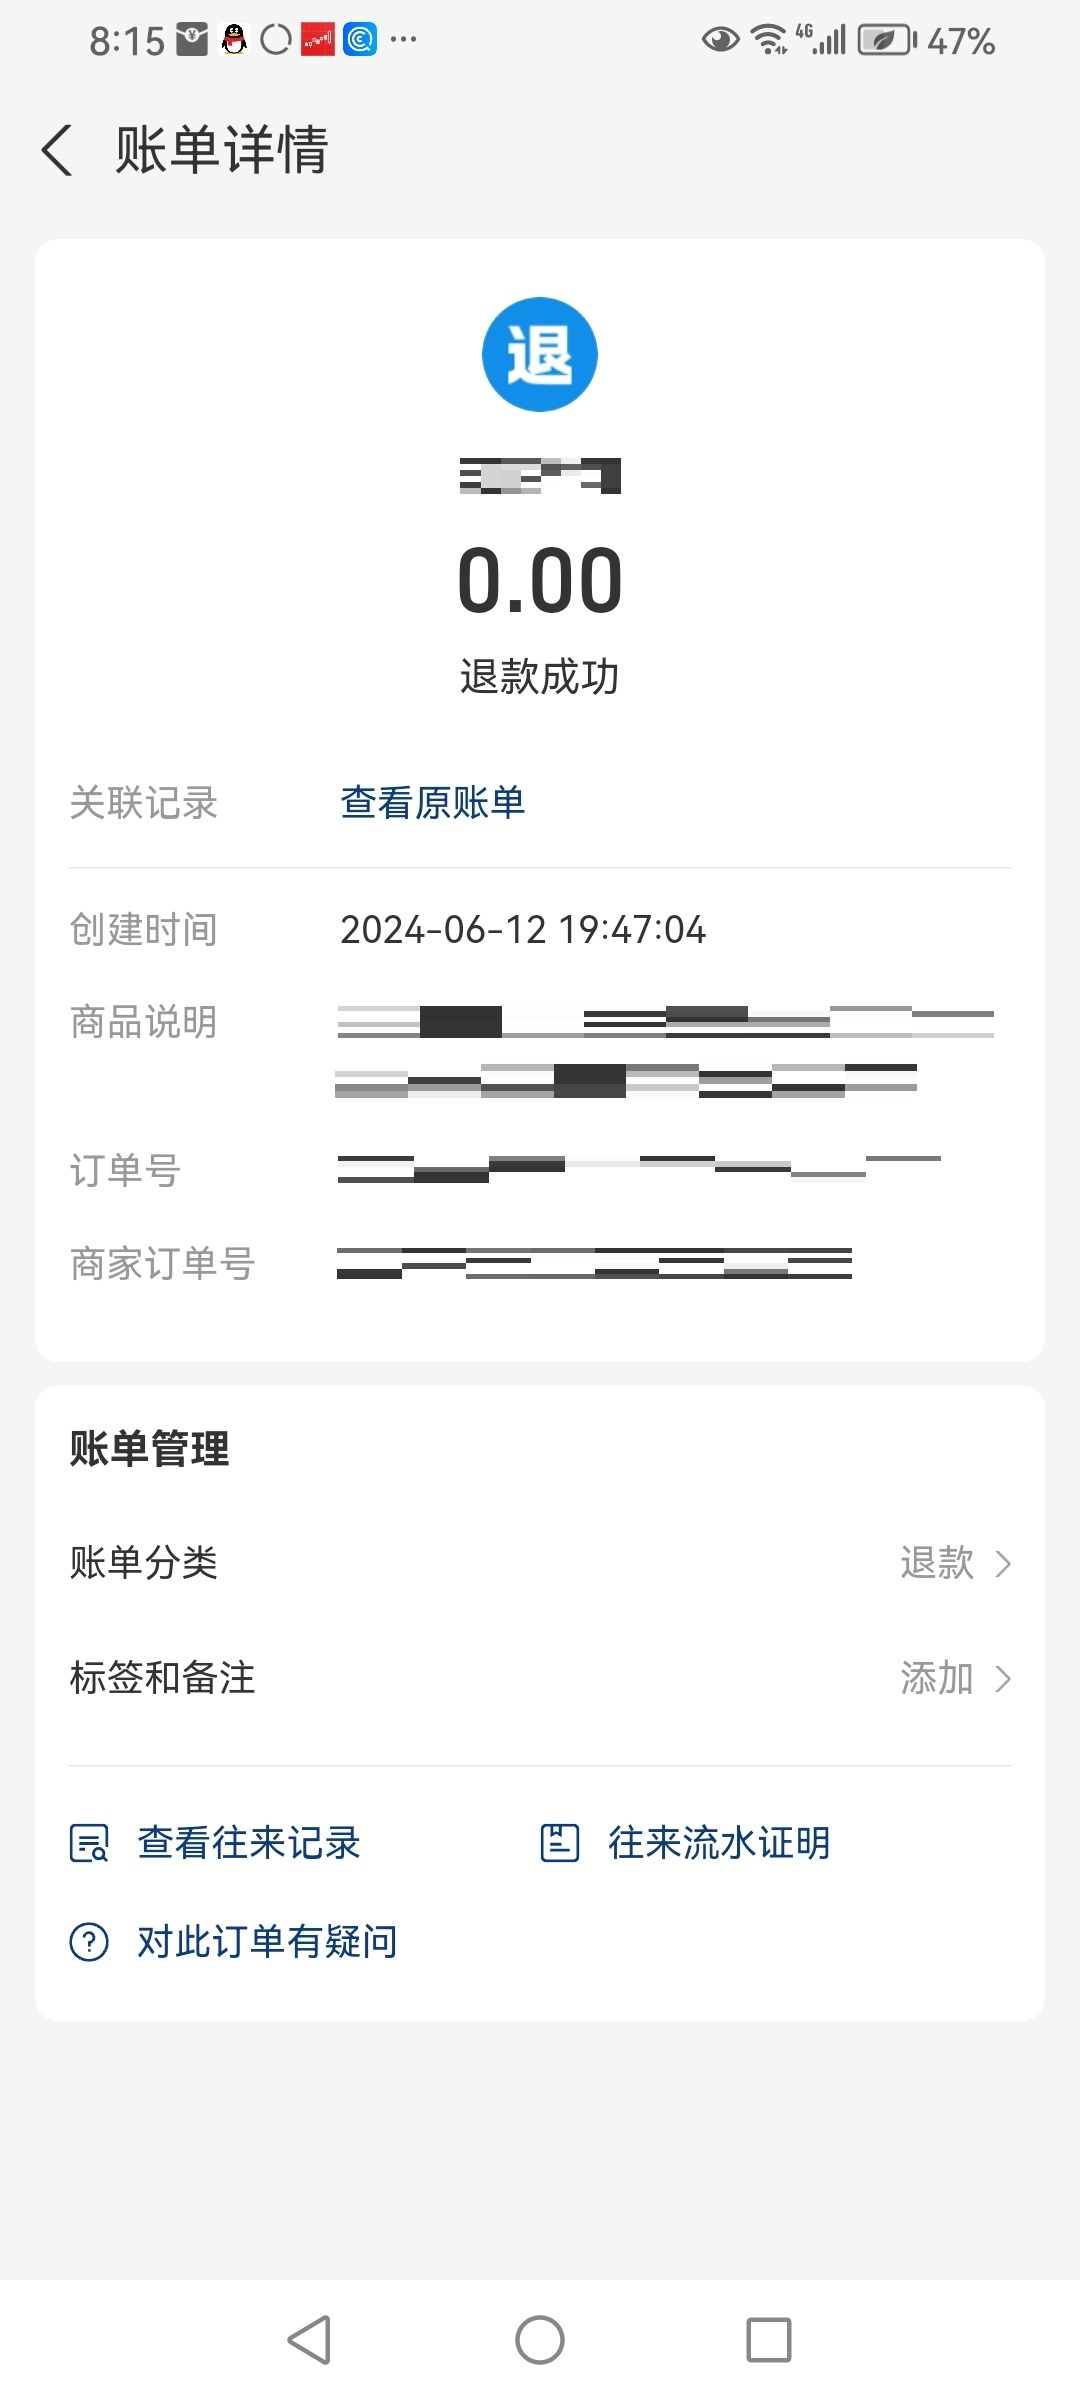 8:15
4G
47%
账单详情
退
0.00
退款成功
关联记录 查看原账单
创建时间 2024-06-12 19:47:04
商品说明
订单号
商家订单号
账单管理
账单分类 退款
标签和备注 添加
查看往来记录 往来流水证明
对此订单有疑问